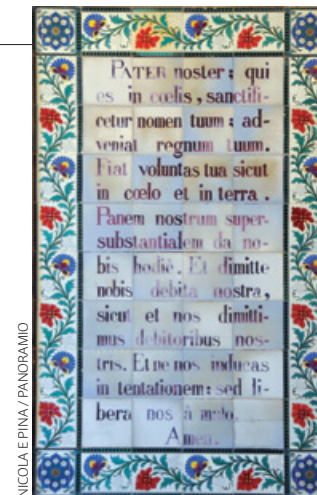 PATER noster : qui
es in cœlis , sanctifi-
cetur nomen tuum : ad-
veniat regnum tuum.
Fiat voluntas tua sicut
in cœlo et in terra .
Panem nostrum super-
substantialem da no-
bis hodiè . Et dimitte
nobis debita nostra,
sicut et nos dimitti-
mus debitoribus nos-
tris. Et ne nos inducas
in tentationem : sed li-
bera nos à malo.
Amen.
NICOLA E PINA/ PANORAMIO